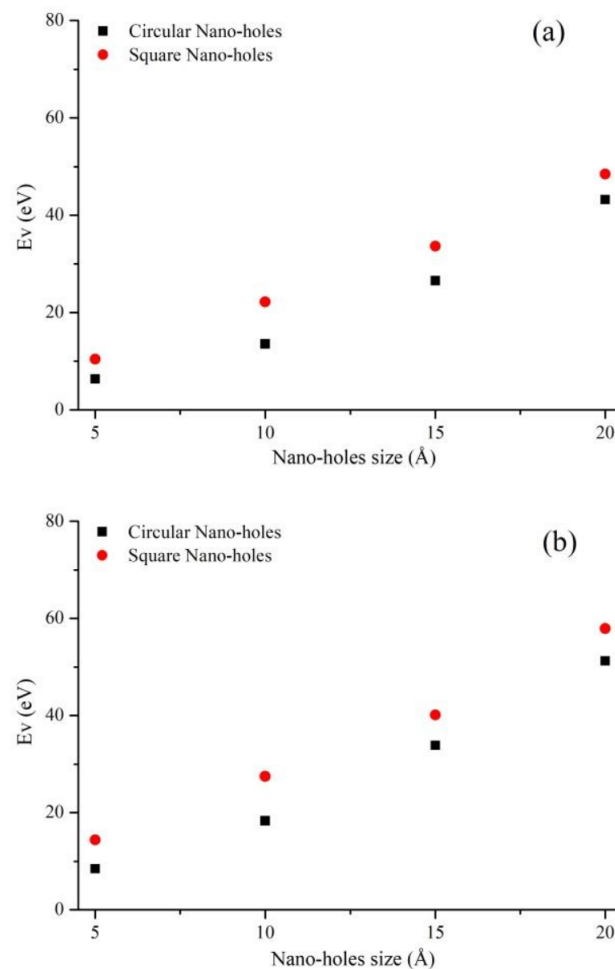 80
60
40
20
0
Ev (eV)
Circular Nano-holes
Square Nano-holes
(a)
5
10
15
20
Nano-holes size (Å)
80
60
40
20
0
Ev (eV)
Circular Nano-holes
Square Nano-holes
(b)
5
10
15
20
Nano-holes size (Å)